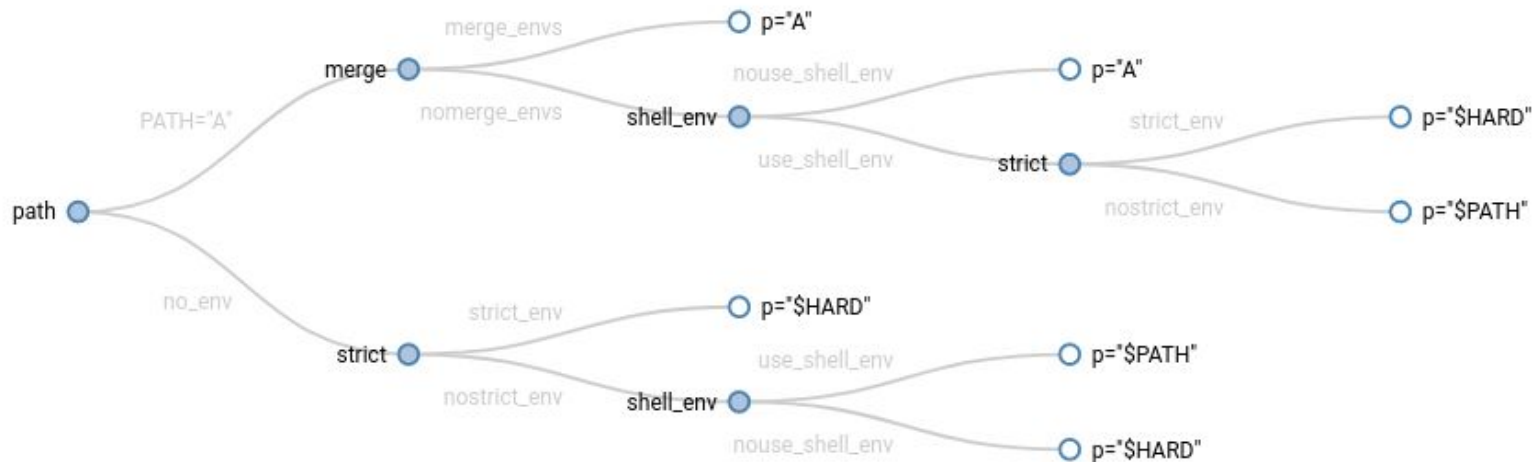 merge_envs
p="A"
merge
nouse_shell_env
p="A"
PATH="A"
nomerge_envs
shell_env
strict_env
p="$HARD"
use_shell_env
strict
path
nostrict_env
p="$PATH"
no_env
strict_env
p="$HARD"
strict
use_shell_env
p="$PATH"
nostrict_env
shell_env
nouse_shell_env
p="$HARD"